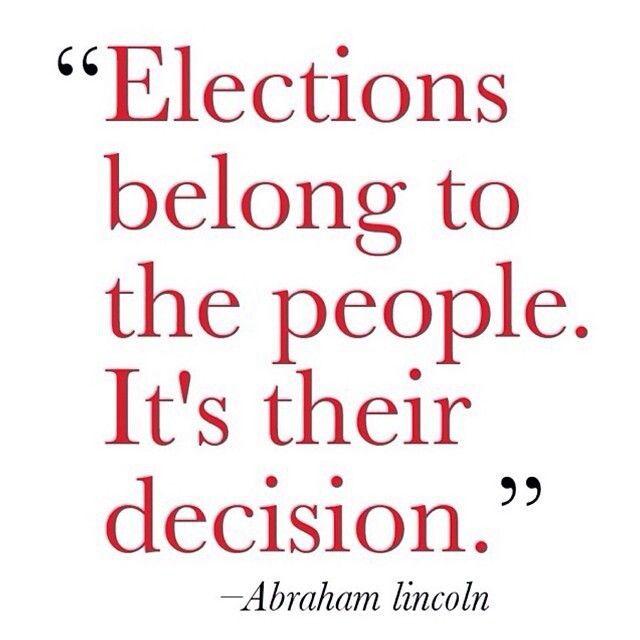 “Elections
belong to
the people.
It's their
decision.”
–Abraham lincoln